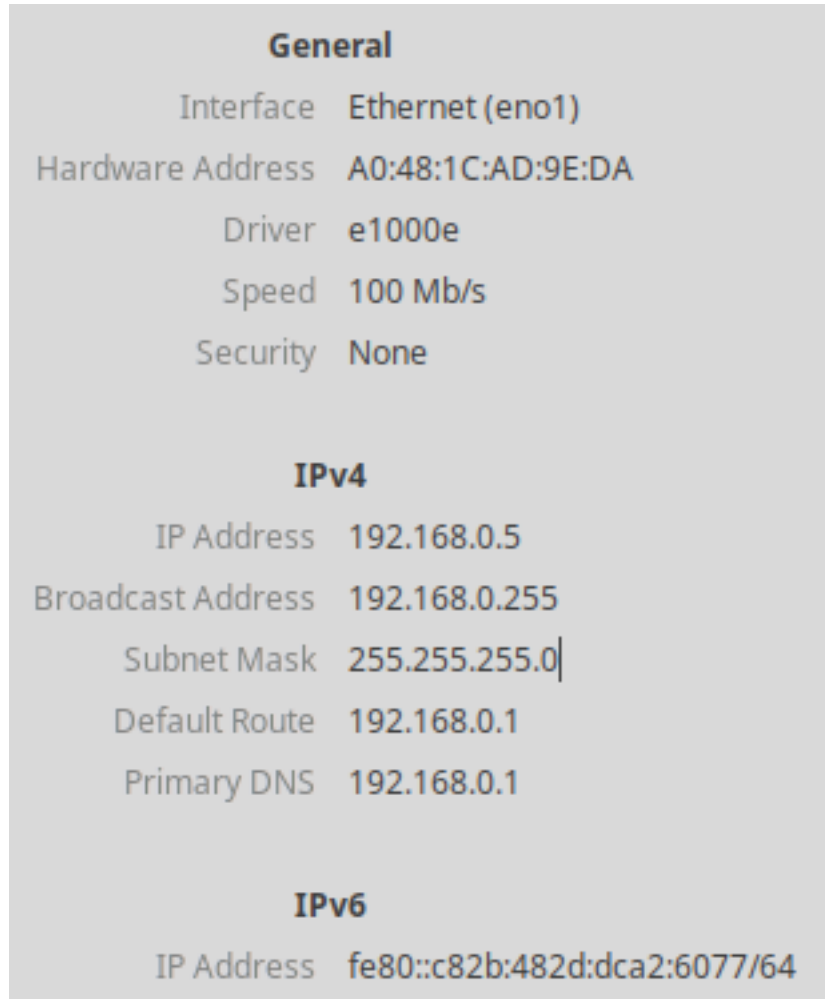 General
Interface Ethernet (eno1)
Hardware Address A0:48:1C:AD:9E:DA
Driver e1000e
Speed 100 Mb/s
Security None
IPv4
IP Address 192.168.0.5
Broadcast Address 192.168.0.255
Subnet Mask 255.255.255.0
Default Route 192.168.0.1
Primary DNS 192.168.0.1
IPv6
IP Address fe80::c82b:482d:dca2:6077/64